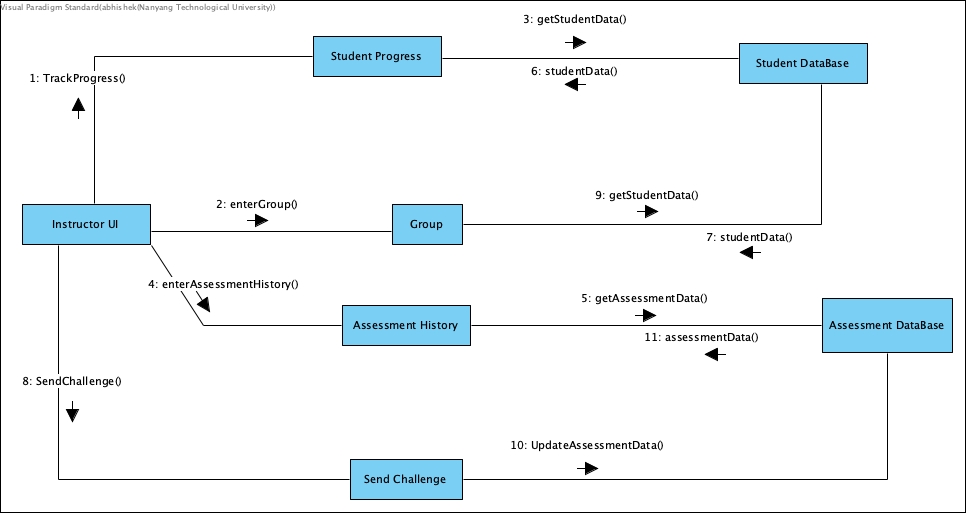 Visual Paradigm Standard(abhishek(Nanyang Technological University))
3: getStudentData()
Student Progress
Student DataBase
1: TrackProgress()
6: studentData()
2: enterGroup()
9: getStudentData()
Instructor UI
Group
7: studentData()
4: enterAssessmentHistory()
5: getAssessmentData()
Assessment History
Assessment DataBase
11: assessmentData()
8: SendChallenge()
10: UpdateAssessmentData()
Send Challenge